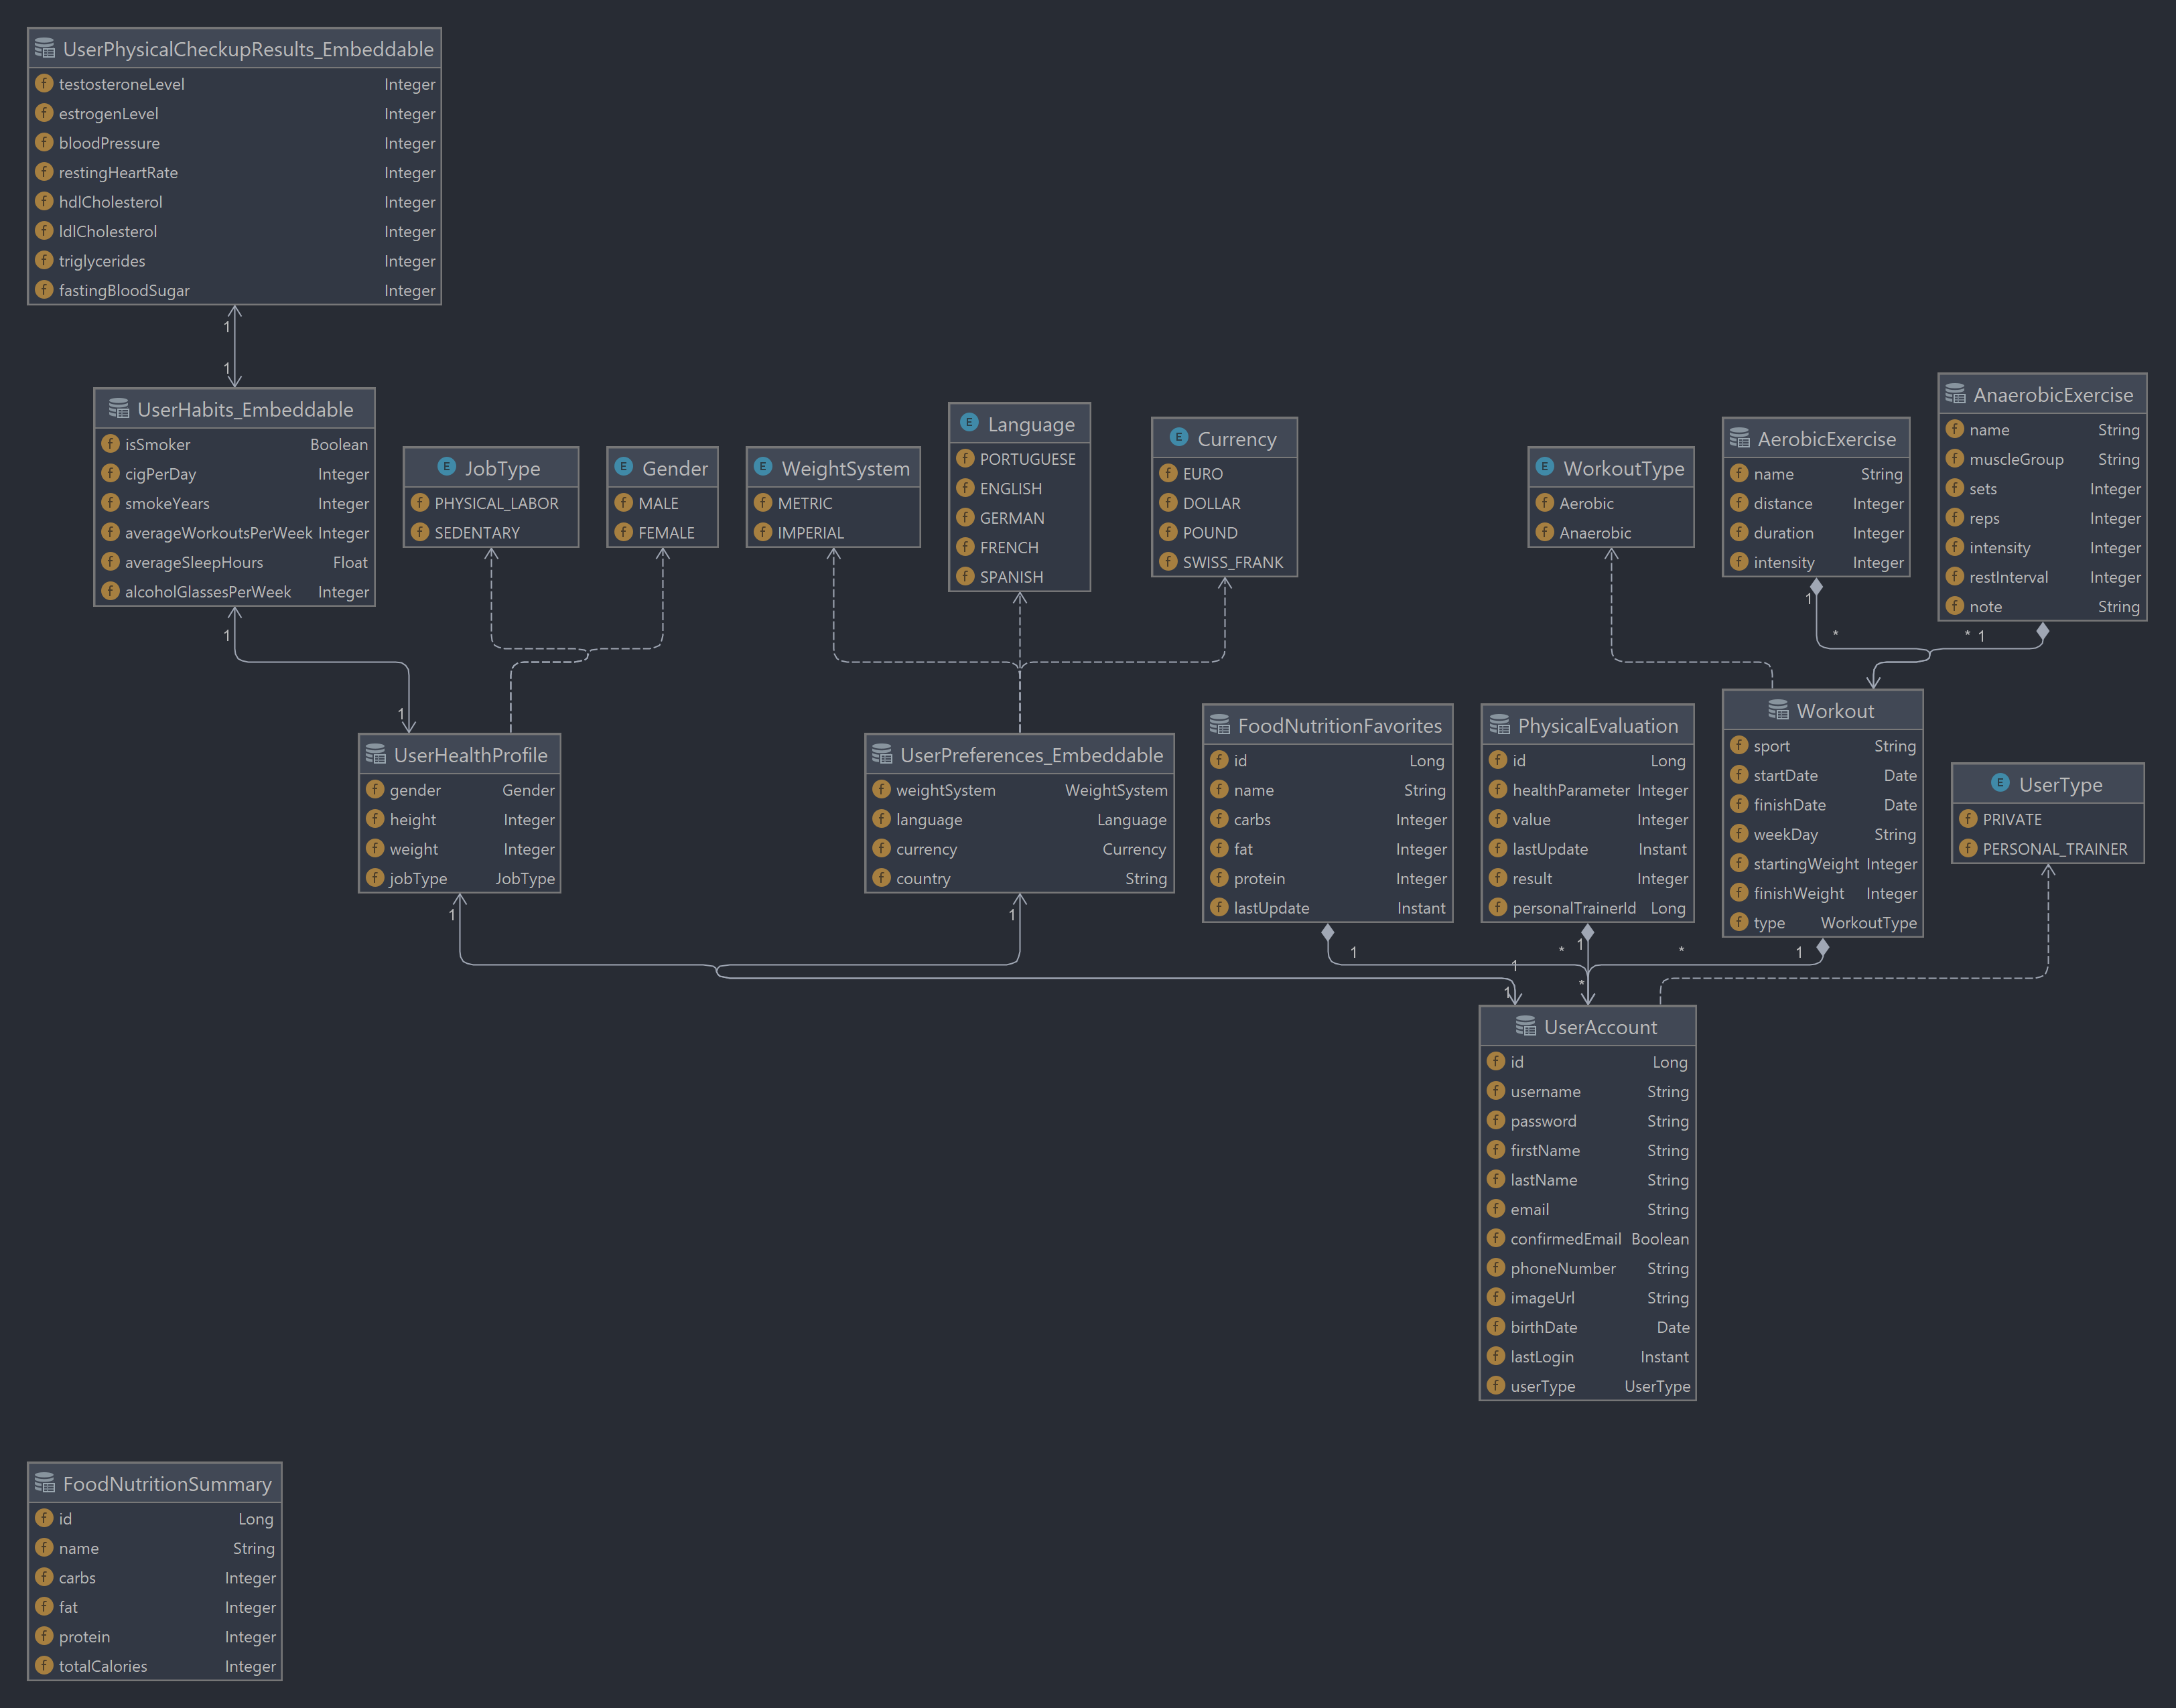 UserPhysicalCheckupResults_Embeddable
testosteroneLevel Integer
estrogenLevel Integer
bloodPressure Integer
restingHeartRate Integer
hdlCholesterol Integer
ldlCholesterol Integer
triglycerides Integer
fastingBloodSugar Integer
1
1
UserHabits_Embeddable
isSmoker Boolean
cigPerDay Integer
smokeYears Integer
averageWorkoutsPerWeek Integer
averageSleepHours Float
alcoholGlassesPerWeek Integer
1
1
JobType
PHYSICAL_LABOR
SEDENTARY
Gender
MALE
FEMALE
WeightSystem
METRIC
IMPERIAL
Language
PORTUGUESE
ENGLISH
GERMAN
FRENCH
SPANISH
Currency
EURO
DOLLAR
POUND
SWISS_FRANK
WorkoutType
Aerobic
Anaerobic
AerobicExercise
name String
distance Integer
duration Integer
intensity Integer
1
*
AnaerobicExercise
name String
muscleGroup String
sets Integer
reps Integer
intensity Integer
restInterval Integer
note String
* 1
UserHealthProfile
gender Gender
height Integer
weight Integer
jobType JobType
1
UserPreferences_Embeddable
weightSystem WeightSystem
language Language
currency Currency
country String
1
FoodNutritionFavorites
id Long
name String
carbs Integer
fat Integer
protein Integer
lastUpdate Instant
1
*
PhysicalEvaluation
id Long
healthParameter Integer
value Integer
lastUpdate Instant
result Integer
personalTrainerId Long
1
*
Workout
sport String
startDate Date
finishDate Date
weekDay String
startingWeight Integer
finishWeight Integer
type WorkoutType
* 1
UserType
PRIVATE
PERSONAL_TRAINER
1
1
UserAccount
id Long
username String
password String
firstName String
lastName String
email String
confirmedEmail Boolean
phoneNumber String
imageUrl String
birthDate Date
lastLogin Instant
userType UserType
FoodNutritionSummary
id Long
name String
carbs Integer
fat Integer
protein Integer
totalCalories Integer